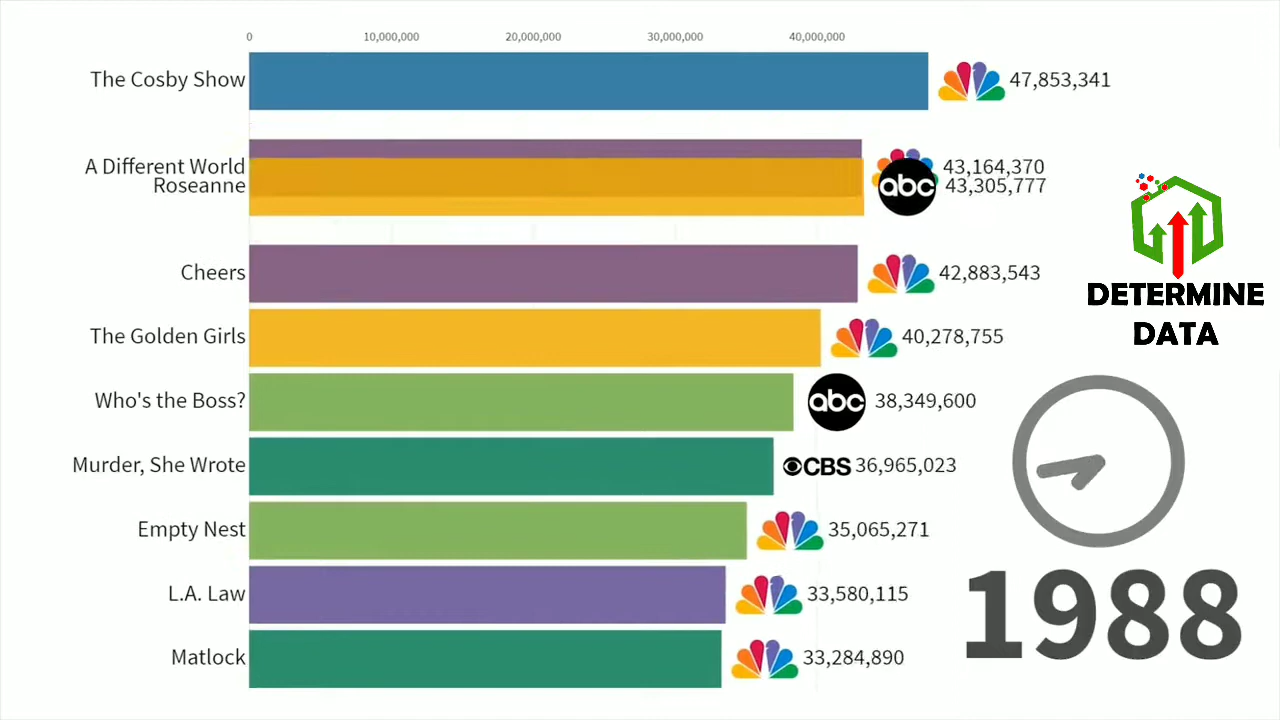 0 10,000,000 20,000,000 30,000,000 40,000,000
The Cosby Show 47,853,341
A Different World 43,164,370
Roseanne abc 43,305,777
Cheers 42,883,543
The Golden Girls 40,278,755
Who's the Boss? abc 38,349,600
Murder, She Wrote CBS 36,965,023
Empty Nest 35,065,271
L.A. Law 33,580,115
Matlock 33,284,890
DETERMINE
DATA
1988